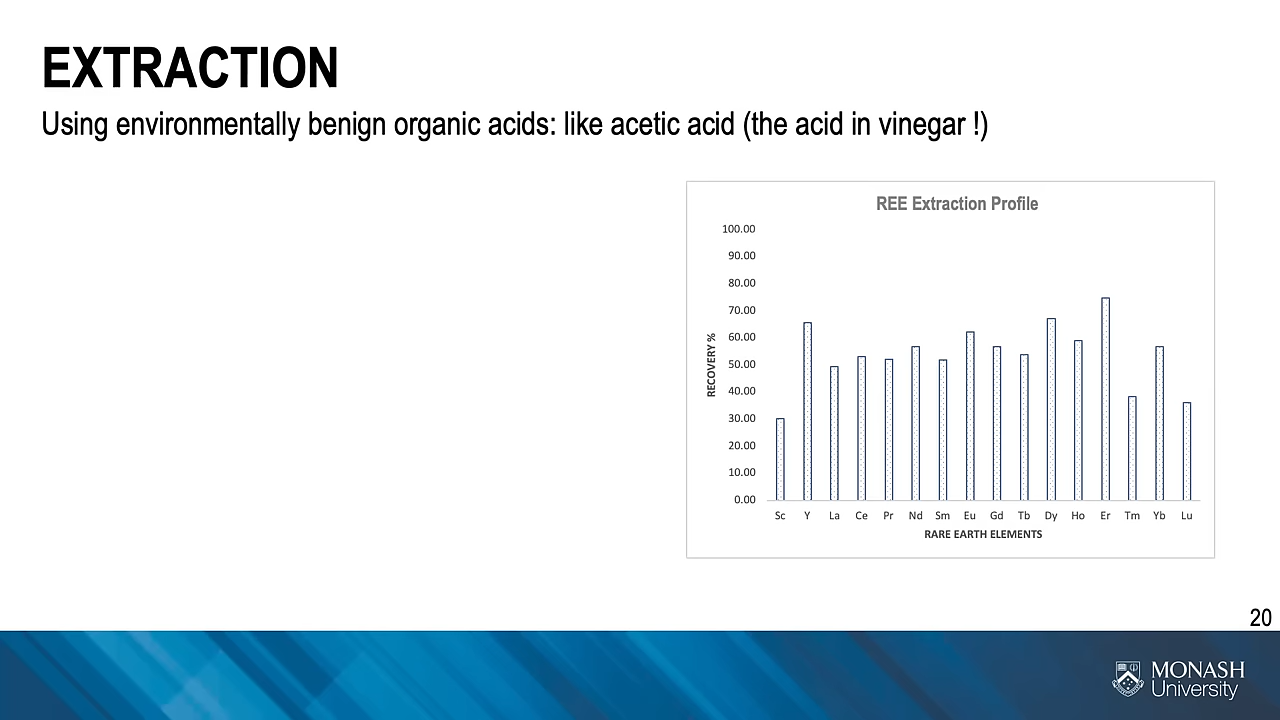 EXTRACTION
Using environmentally benign organic acids: like acetic acid (the acid in vinegar !)
REE Extraction Profile
100.00
90.00
80.00
70.00
60.00
50.00
40.00
30.00
20.00
10.00
0.00
RECOVERY %
Sc Y La Ce Pr Nd Sm Eu Gd Tb Dy Ho Er Tm Yb Lu
RARE EARTH ELEMENTS
20
MONASH
University